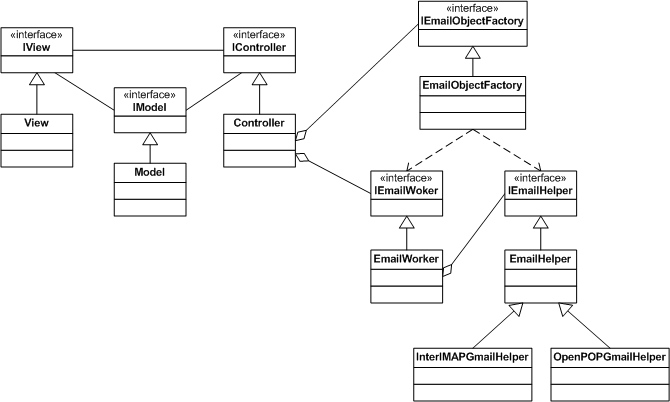 «interface»
IEmailObjectFactory
«interface»
IView
«interface»
IController
EmailObjectFactory
«interface»
IModel
View
Controller
Model
«interface»
IEmailWoker
«interface»
IEmailHelper
EmailWorker
EmailHelper
InterIMAPGmailHelper
OpenPOPGmailHelper